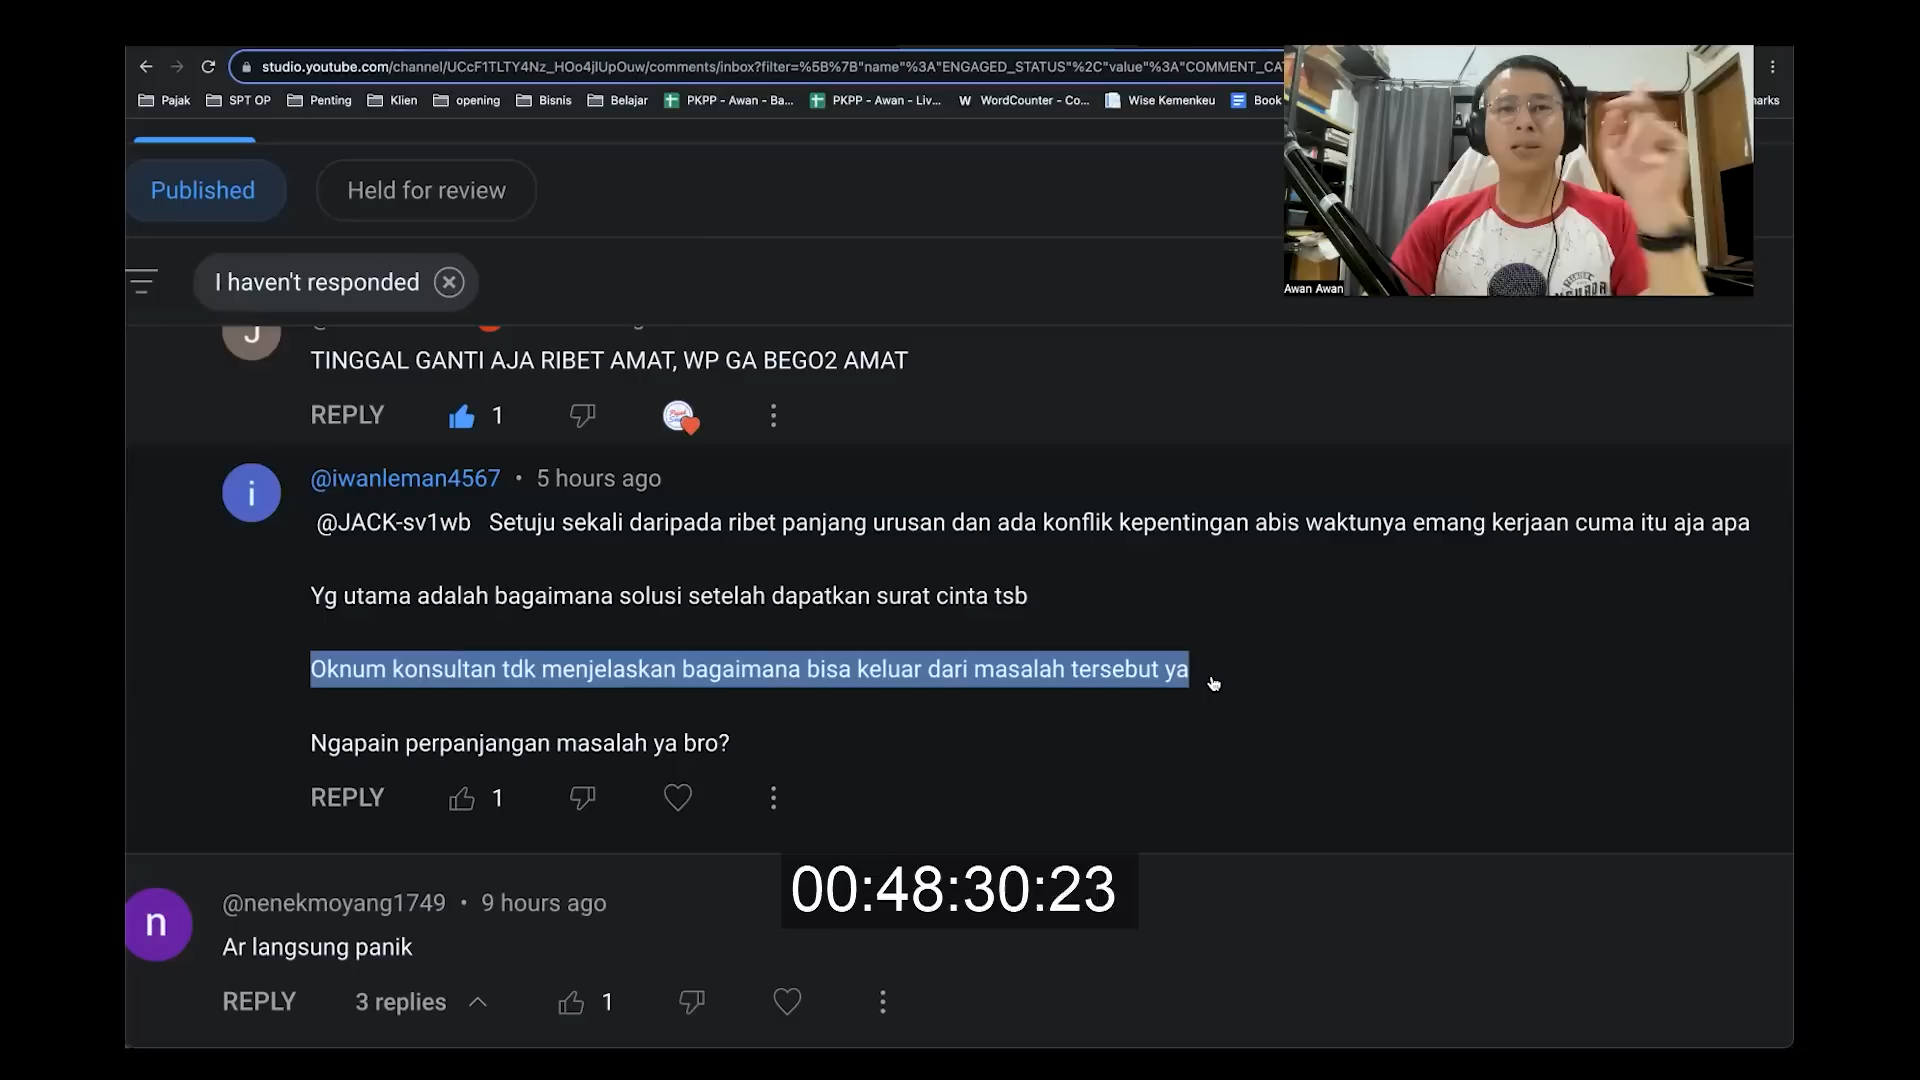 studio.youtube.com/channel/UCcF1TLTY4Nz_HOo4jlUpOuw/comments/inbox?filter=%5B%7B"name"%3A"ENGAGED_STATUS"%2C"value"%3A"COMMENT_CA
Pajak SPT OP Penting Klien opening Bisnis Belajar PKPP - Awan - Ba... PKPP - Awan - Liv... WordCounter - Co... Wise Kemenkeu Book
Published Held for review
I haven't responded
Awan Awan
J
TINGGAL GANTI AJA RIBET AMAT, WP GA BEGO2 AMAT
REPLY 1
i
@iwanleman4567 • 5 hours ago
@JACK-sv1wb Setuju sekali daripada ribet panjang urusan dan ada konflik kepentingan abis waktunya emang kerjaan cuma itu aja apa
Yg utama adalah bagaimana solusi setelah dapatkan surat cinta tsb
Oknum konsultan tdk menjelaskan bagaimana bisa keluar dari masalah tersebut ya
Ngapain perpanjangan masalah ya bro?
REPLY 1
00:48:30:23
n
@nenekmoyang1749 • 9 hours ago
Ar langsung panik
REPLY 3 replies 1